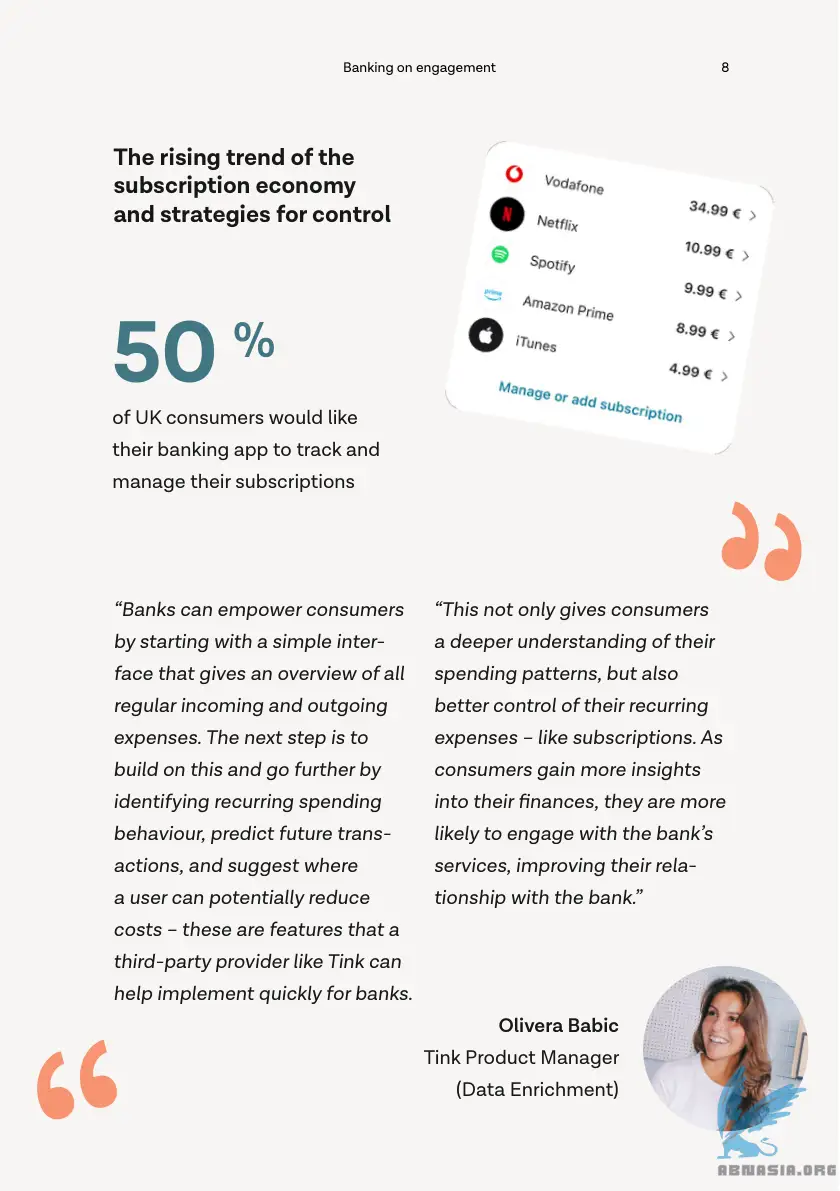 Banking on engagement
8
The rising trend of the
subscription economy
and strategies for control
Vodafone 34.99 €
Netflix 10.99 €
Spotify 9.99 €
prime Amazon Prime 8.99 €
iTunes 4.99 €
Manage or add subscription
50 %
of UK consumers would like
their banking app to track and
manage their subscriptions
“Banks can empower consumers
by starting with a simple inter-
face that gives an overview of all
regular incoming and outgoing
expenses. The next step is to
build on this and go further by
identifying recurring spending
behaviour, predict future trans-
actions, and suggest where
a user can potentially reduce
costs – these are features that a
third-party provider like Tink can
help implement quickly for banks.
“This not only gives consumers
a deeper understanding of their
spending patterns, but also
better control of their recurring
expenses – like subscriptions. As
consumers gain more insights
into their finances, they are more
likely to engage with the bank’s
services, improving their rela-
tionship with the bank.”
Olivera Babic
Tink Product Manager
(Data Enrichment)
ABNASIA.ORG